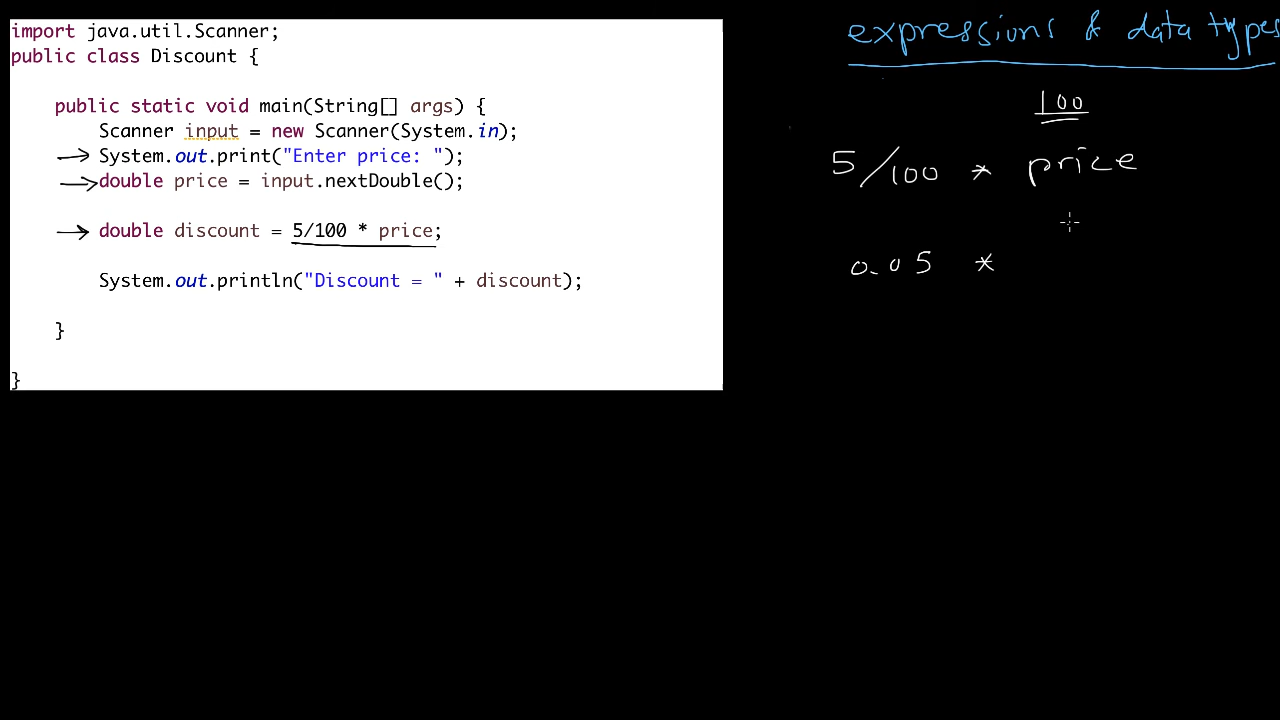 import java.util.Scanner;
public class Discount {
public static void main(String[] args) {
Scanner input = new Scanner(System.in);
System.out.print("Enter price: ");
double price = input.nextDouble();
double discount = 5/100 * price;
System.out.println("Discount = " + discount);
}
}
expressions & data types
100
5/100 * price
0.05 *